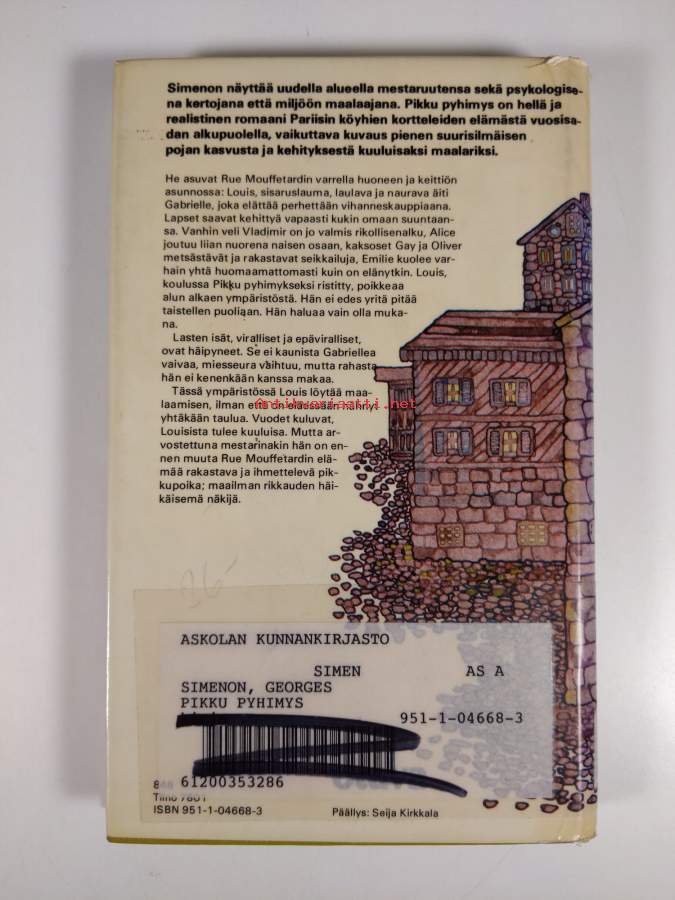 Simenon näyttää uudella alueella mestaruutensa sekä psykologise-
na kertojana että miljöön maalaajana. Pikku pyhimys on hellä ja
realistinen romaani Pariisin köyhien kortteleiden elämästä vuosisa-
dan alkupuolella, vaikuttava kuvaus pienen suurisilmäisen
pojan kasvusta ja kehityksestä kuuluisaksi maalariksi.
He asuvat Rue Mouffetardin varrella huoneen ja keittiön
asunnossa: Louis, sisaruslauma, laulava ja naurava äiti
Gabrielle, joka elättää perhettään vihanneskauppiaana.
Lapset saavat kehittyä vapaasti kukin omaan suuntaan-
sa. Vanhin veli Vladimir on jo valmis rikollisenalku, Alice
joutuu liian nuorena naisen osaan, kaksoset Gay ja Oliver
metsästävät ja rakastavat seikkailuja, Emilie kuolee var-
hain yhtä huomaamattomasti kuin on elänytkin. Louis,
koulussa Pikku pyhimykseksi ristitty, poikkeaa
alun alkaen ympäristöstä. Hän ei edes yritä pitää
taistellen puoliaan. Hän haluaa vain olla muka-
na.
Lasten isät, viralliset ja epäviralliset,
ovat häipyneet. Se ei kaunista Gabriellea
vaivaa, miesseura vaihtuu, mutta rahasta
hän ei kenenkään kanssa makaa.
Tässä ympäristössä Louis löytää maa-
laamisen, ilman että on eläessään nähnyt
Antikvariaatti.net
yhtäkään taulua. Vuodet kuluvat,
Louisista tulee kuuluisa. Mutta ar-
vostettuna mestarinakin hän on en-
nen muuta Rue Mouffetardin elä-
mää rakastava ja ihmettelevä pik-
kupoika; maailman rikkauden häi-
käisemä näkijä.
26-
ASKOLAN KUNNANKIRJASTO
SIMEN AS A
SIMENON, GEORGES
PIKKU PYHIMYS
951-1-04668-3
61200353286
ISBN 951-1-04668-3 Päällys: Seija Kirkkala